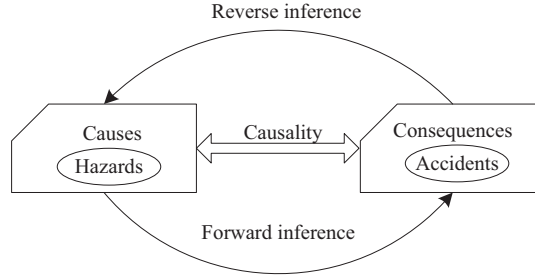 Reverse inference
Causes
Hazards
Causality
Consequences
Accidents
Forward inference